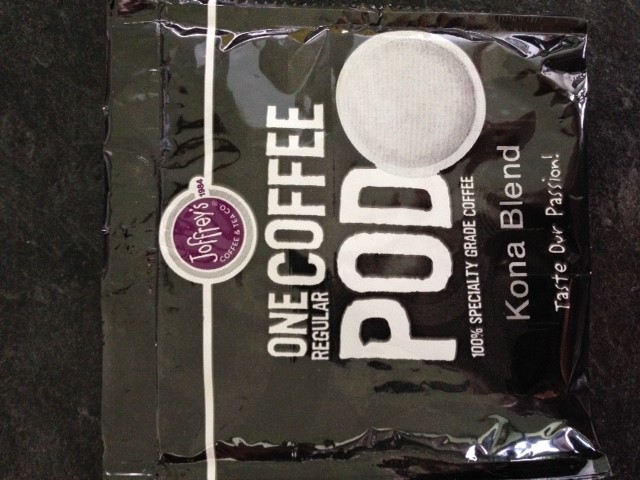 1984
Joffrey's®
COFFEE & TEA CO
ONE COFFEE
REGULAR
POD
100% SPECIALTY GRADE COFFEE
Kona Blend
Taste Our Passion!